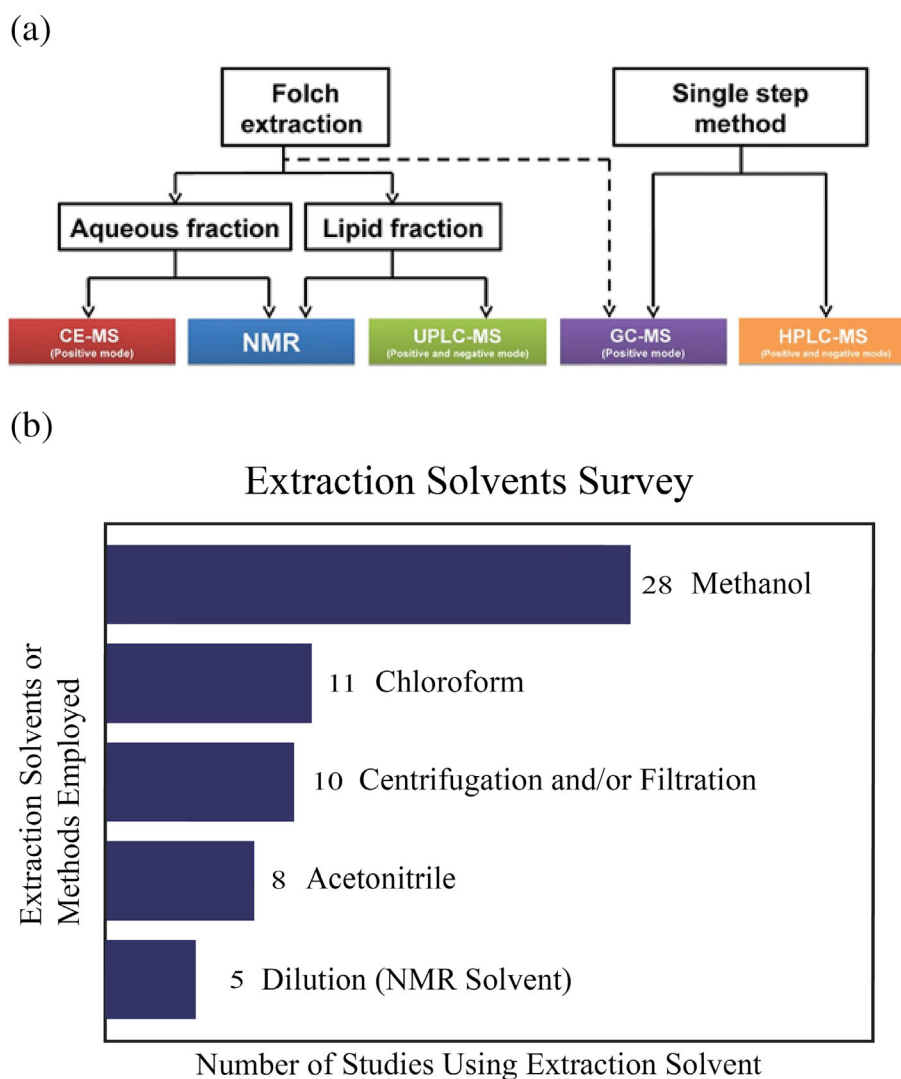 (a)
Folch
extraction
Single step
method
Aqueous fraction
Lipid fraction
CE-MS
(Positive mode)
NMR
UPLC-MS
(Positive and negative mode)
GC-MS
(Positive mode)
HPLC-MS
(Positive and negative mode)
(b)
Extraction Solvents Survey
Extraction Solvents or
Methods Employed
28 Methanol
11 Chloroform
10 Centrifugation and/or Filtration
8 Acetonitrile
5 Dilution (NMR Solvent)
Number of Studies Using Extraction Solvent